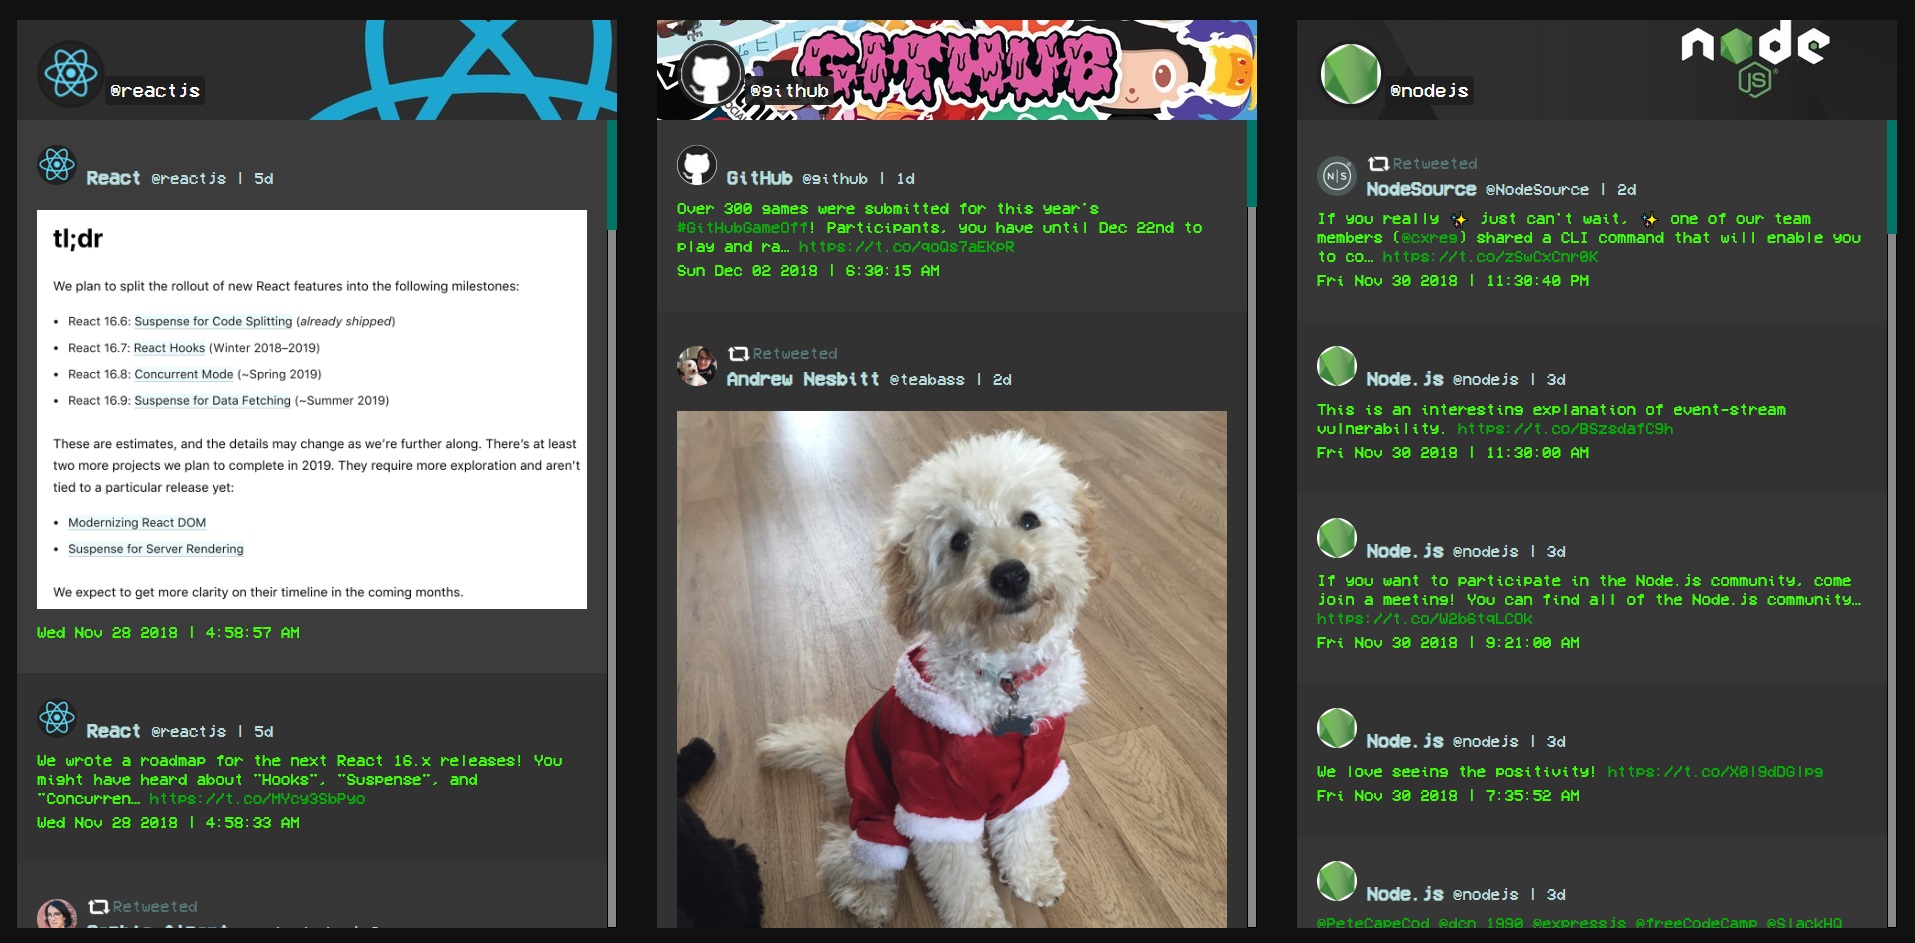 @reactjs
React @reactjs | 5d
tl;dr
We plan to split the rollout of new React features into the following milestones:
• React 16.6: Suspense for Code Splitting (already shipped)
• React 16.7: React Hooks (Winter 2018–2019)
• React 16.8: Concurrent Mode (~Spring 2019)
• React 16.9: Suspense for Data Fetching (~Summer 2019)
These are estimates, and the details may change as we're further along. There's at least
two more projects we plan to complete in 2019. They require more exploration and aren't
tied to a particular release yet:
• Modernizing React DOM
• Suspense for Server Rendering
We expect to get more clarity on their timeline in the coming months.
Wed Nov 28 2018 | 4:58:57 AM
React @reactjs | 5d
We wrote a roadmap for the next React 16.x releases! You
might have heard about "Hooks", "Suspense", and
"Concurren… https://t.co/MYcy3SbPyo
Wed Nov 28 2018 | 4:58:33 AM
Retweeted
GITHUB
@github
GitHub @github | 1d
Over 300 games were submitted for this year's
#GitHubGameOff! Participants, you have until Dec 22nd to
play and ra… https://t.co/qoQs7aEKpR
Sun Dec 02 2018 | 6:30:15 AM
Retweeted
Andrew Nesbitt @teabass | 2d
node
JS
@nodejs
N|S
Retweeted
NodeSource @NodeSource | 2d
If you really ✨ just can't wait, ✨ one of our team
members (@cxreg) shared a CLI command that will enable you
to co… https://t.co/zSwCxCnr0K
Fri Nov 30 2018 | 11:30:40 PM
Node.js @nodejs | 3d
This is an interesting explanation of event-stream
vulnerability. https://t.co/BSzsdafC9h
Fri Nov 30 2018 | 11:30:00 AM
Node.js @nodejs | 3d
If you want to participate in the Node.js community, come
join a meeting! You can find all of the Node.js community…
https://t.co/W2b6tqLCOk
Fri Nov 30 2018 | 9:21:00 AM
Node.js @nodejs | 3d
We love seeing the positivity! https://t.co/X0l9dDGlpg
Fri Nov 30 2018 | 7:35:52 AM
Node.js @nodejs | 3d
@PeteCapeCod @dcn_1990 @expressjs @freeCodeCamp @SlackHQ